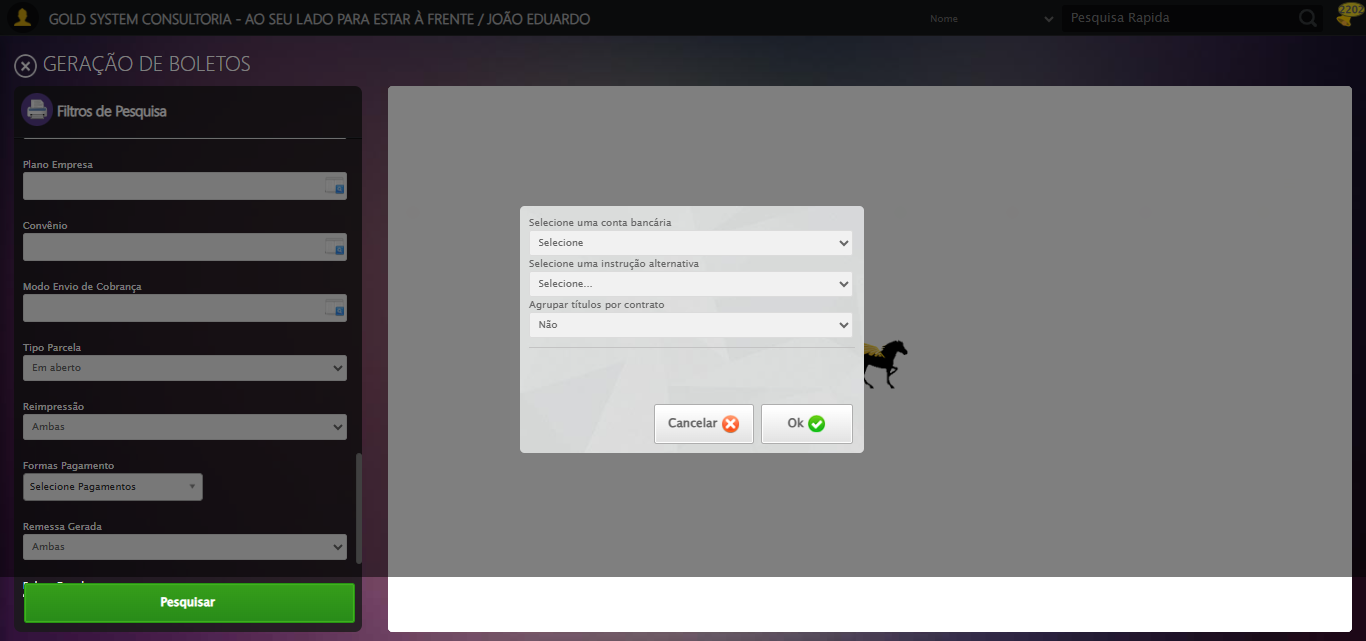 GOLD SYSTEM CONSULTORIA - AO SEU LADO PARA ESTAR À FRENTE / JOÃO EDUARDO
Nome
Pesquisa Rapida
2202
GERAÇÃO DE BOLETOS
Filtros de Pesquisa
Plano Empresa
Convênio
Modo Envio de Cobrança
Tipo Parcela
Em aberto
Reimpressão
Ambas
Formas Pagamento
Selecione Pagamentos
Remessa Gerada
Ambas
Pesquisar
Selecione uma conta bancária
Selecione
Selecione uma instrução alternativa
Selecione...
Agrupar títulos por contrato
Não
Cancelar
Ok